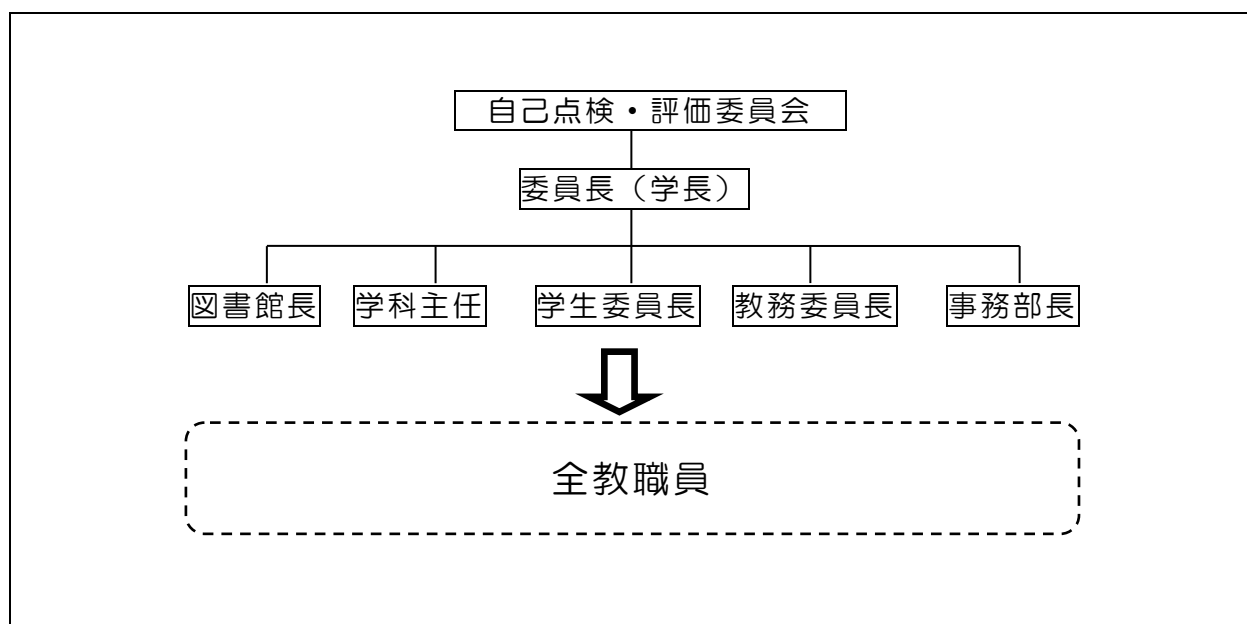 自己点検・評価委員会
委員長（学長）
図書館長
学科主任
学生委員長
教務委員長
事務部長
全教職員